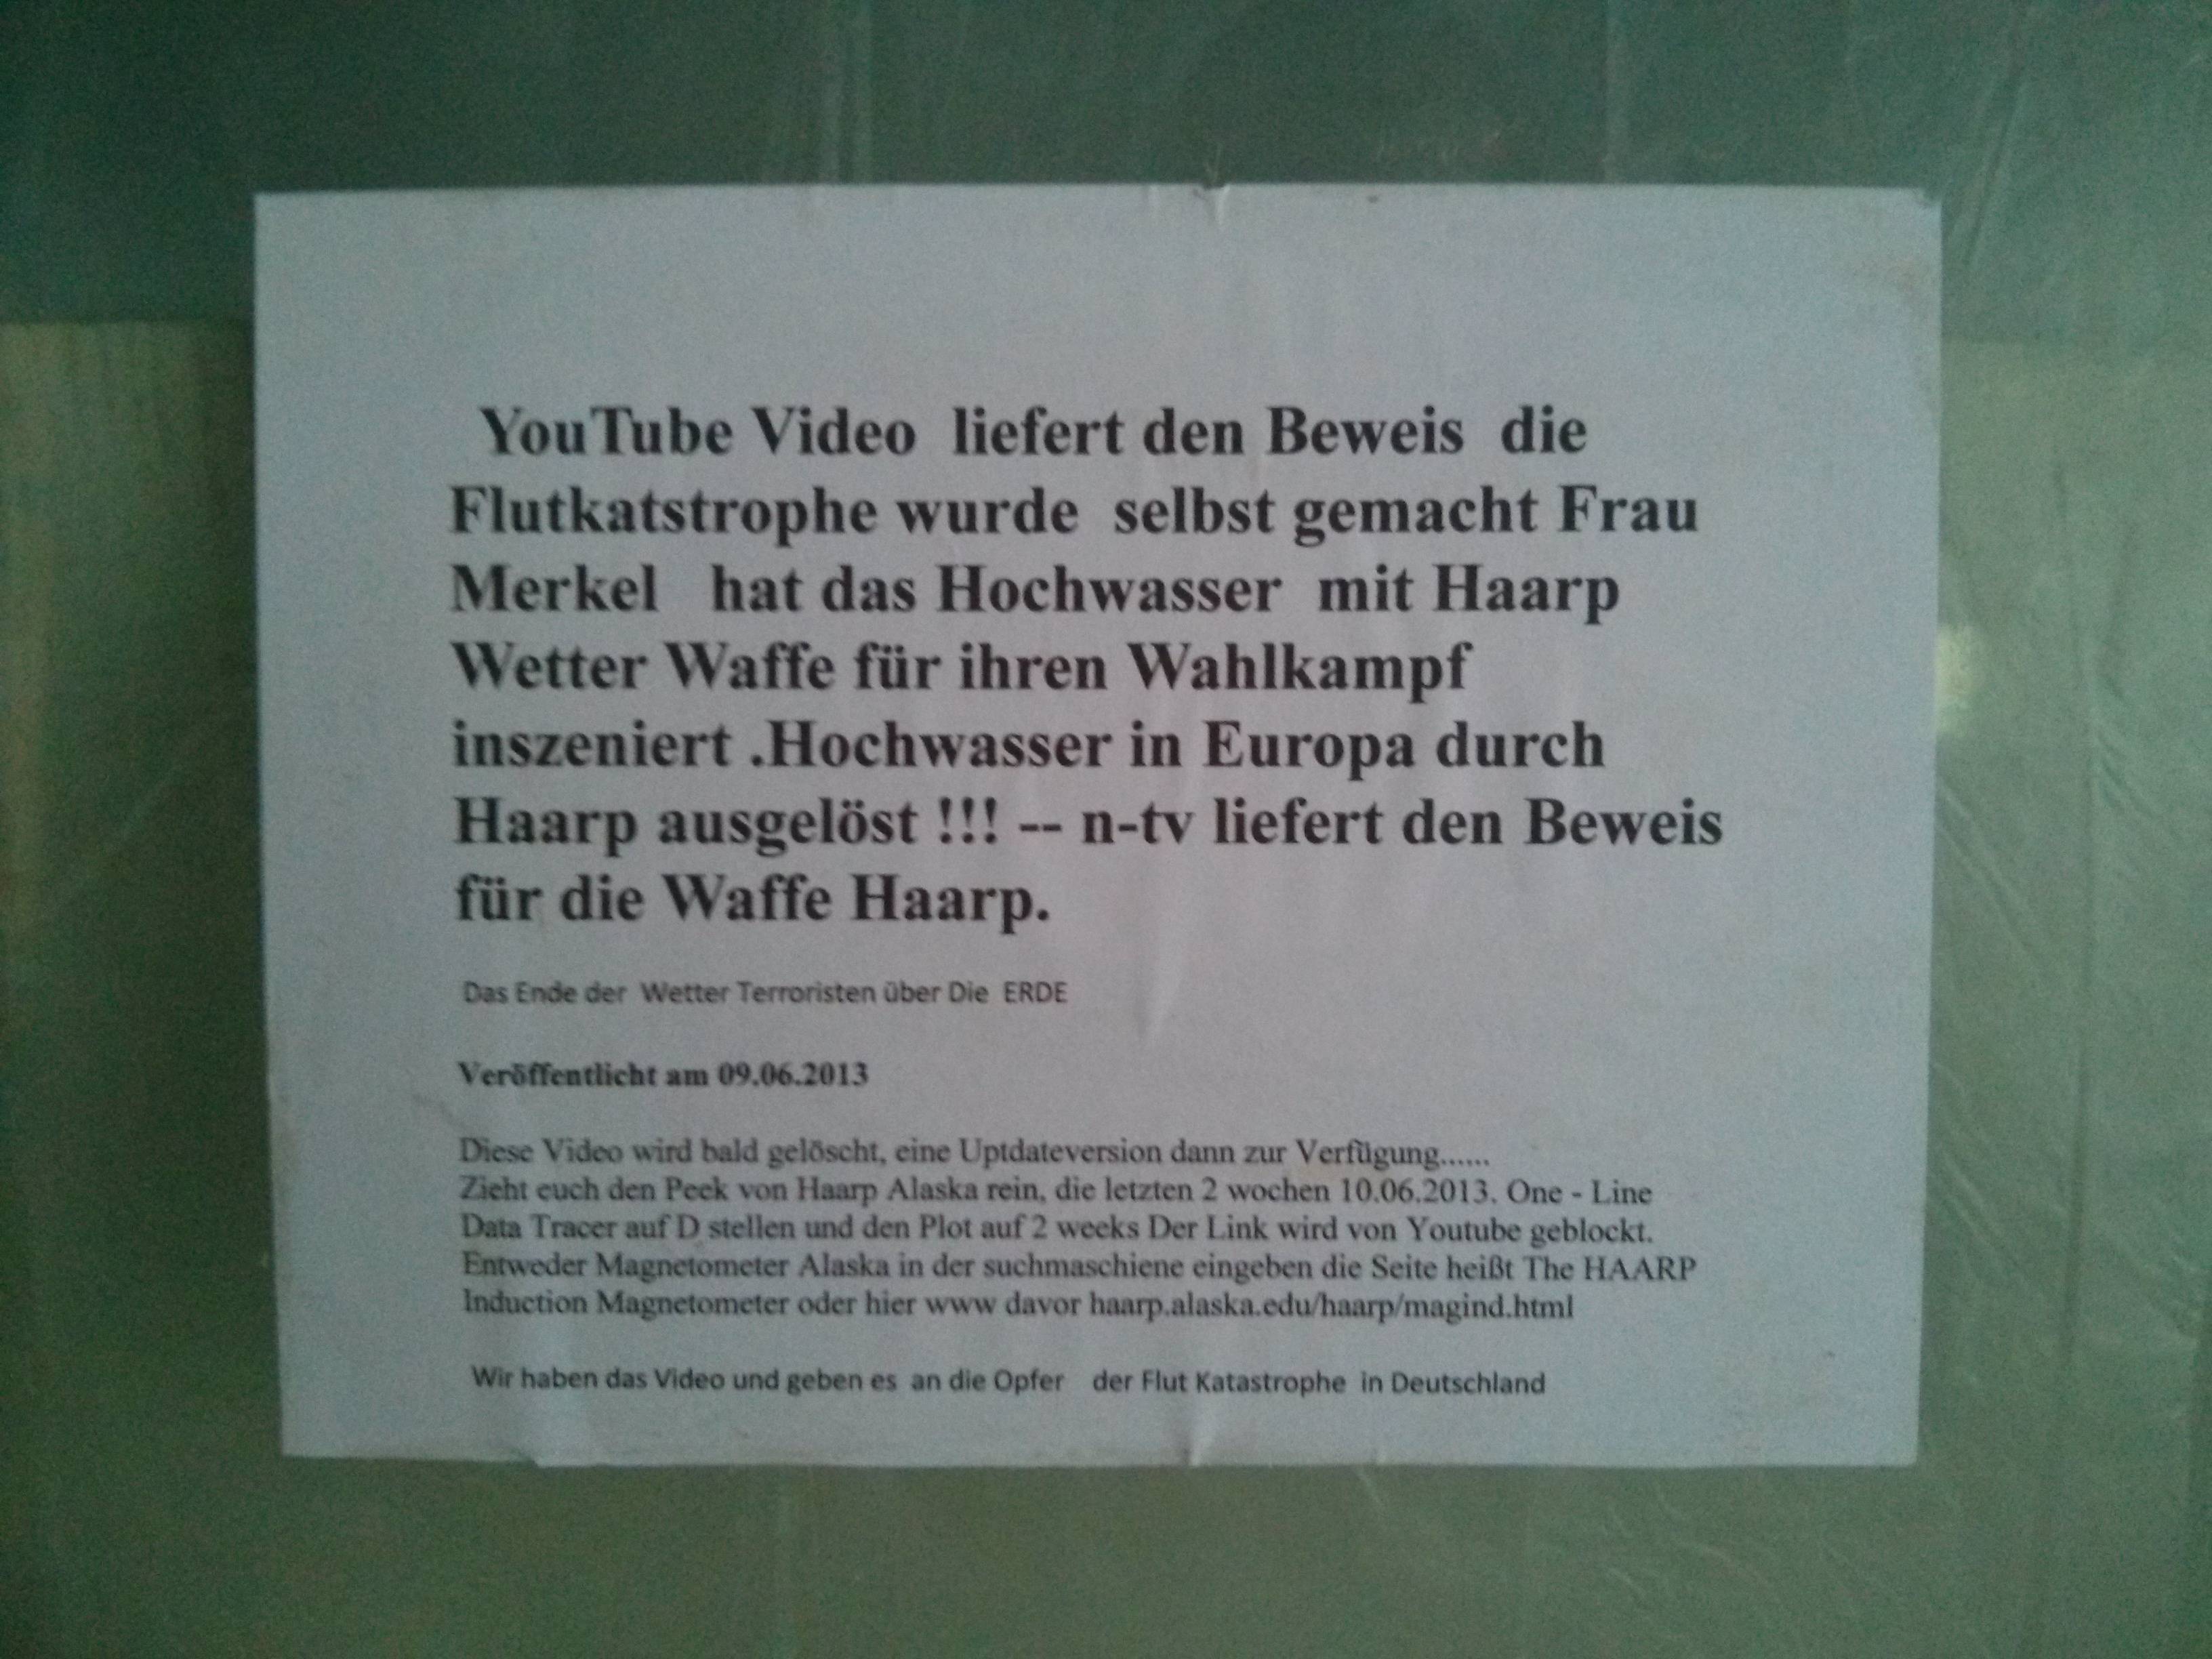 YouTube Video liefert den Beweis die
Flutkatstrophe wurde selbst gemacht Frau
Merkel hat das Hochwasser mit Haarp
Wetter Waffe für ihren Wahlkampf
inszeniert .Hochwasser in Europa durch
Haarp ausgelöst !!! -- n-tv liefert den Beweis
für die Waffe Haarp.
Das Ende der Wetter Terroristen über Die ERDE
Veröffentlicht am 09.06.2013
Diese Video wird bald gelöscht, eine Uptdateversion dann zur Verfügung......
Zieht euch den Peek von Haarp Alaska rein, die letzten 2 wochen 10.06.2013. One - Line
Data Tracer auf D stellen und den Plot auf 2 weeks Der Link wird von Youtube geblockt.
Entweder Magnetometer Alaska in der suchmaschiene eingeben die Seite heißt The HAARP
Induction Magnetometer oder hier www davor haarp.alaska.edu/haarp/magind.html
Wir haben das Video und geben es an die Opfer der Flut Katastrophe in Deutschland